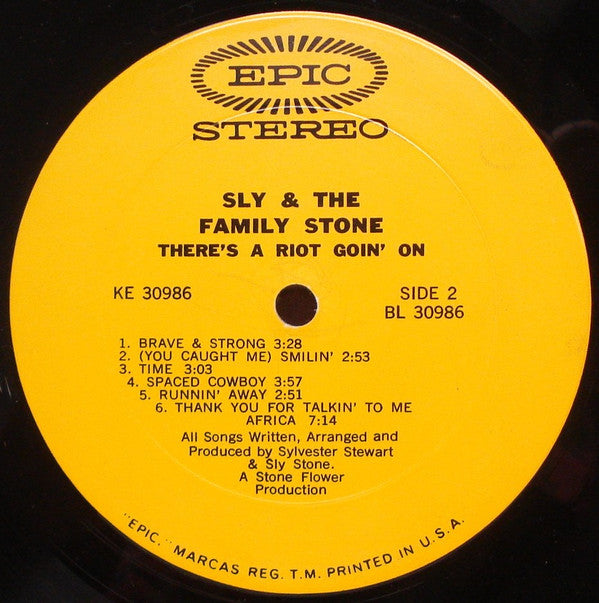 EPIC
STEREO
SLY & THE
FAMILY STONE
THERE'S A RIOT GOIN' ON
KE 30986
SIDE 2
BL 30986
1. BRAVE & STRONG 3:28
2. (YOU CAUGHT ME) SMILIN' 2:53
3. TIME 3:03
4. SPACED COWBOY 3:57
5. RUNNIN' AWAY 2:51
6. THANK YOU FOR TALKIN' TO ME
AFRICA 7:14
All Songs Written, Arranged and
Produced by Sylvester Stewart
& Sly Stone.
A Stone Flower
Production
"EPIC," MARCAS REG. T.M. PRINTED IN U.S.A.